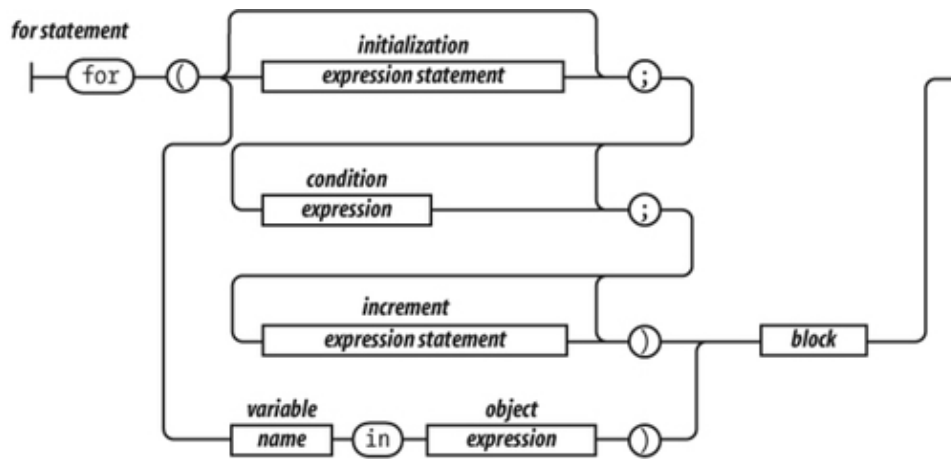 for statement
initialization
for ( expression statement ;
condition
expression ;
increment
expression statement ) block
variable object
name in expression )